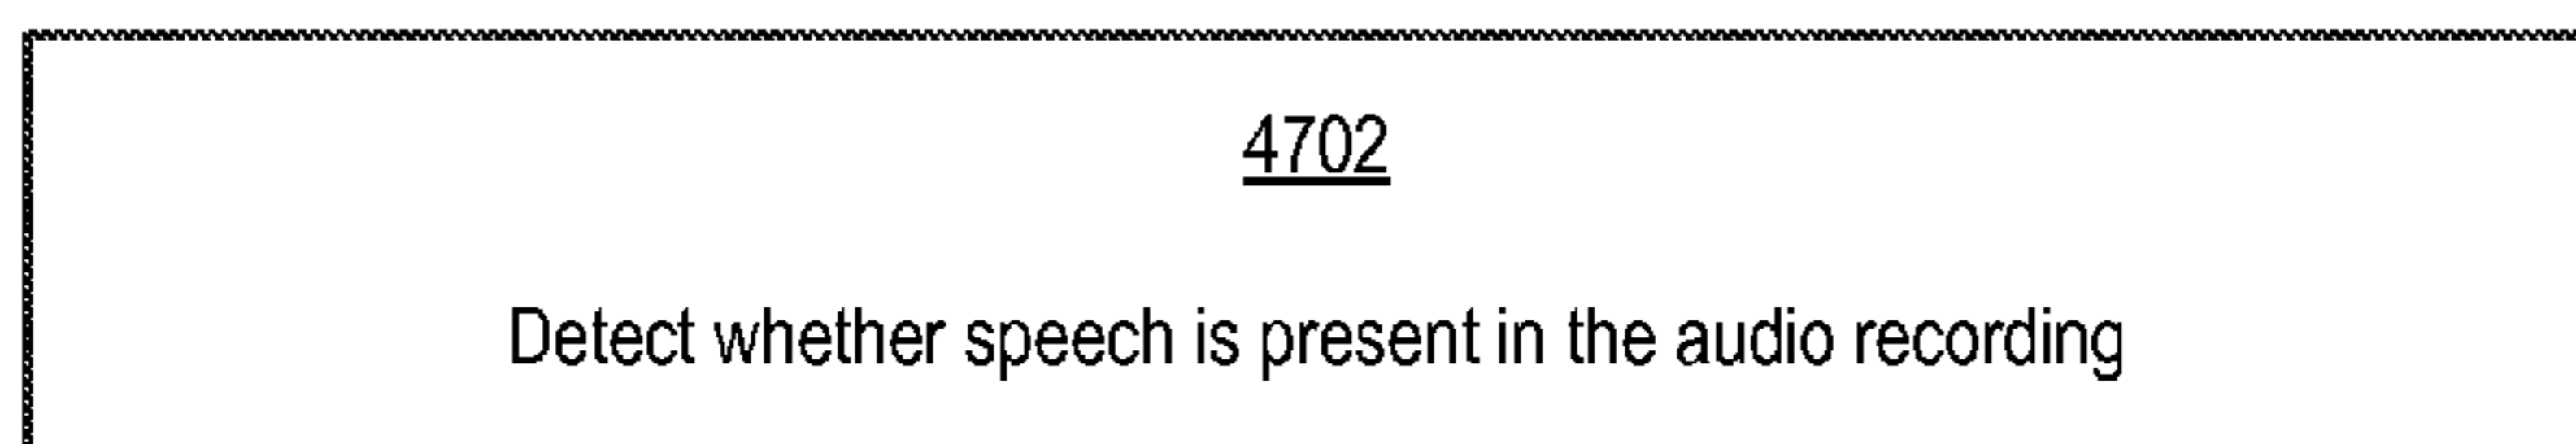 4702
Detect whether speech is present in the audio recording